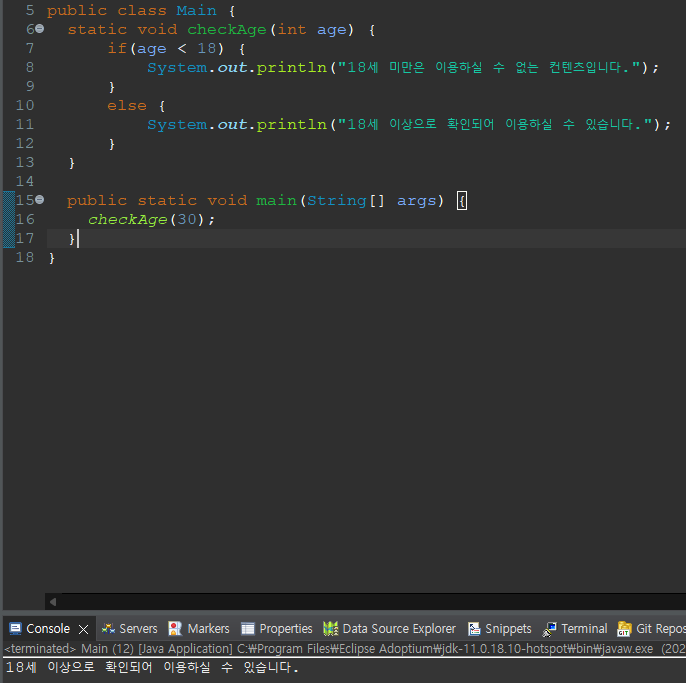 5 public class Main {
6 static void checkAge(int age) {
7 if(age < 18) {
8 System.out.println("18세 미만은 이용하실 수 없는 컨텐츠입니다.");
9 }
10 else {
11 System.out.println("18세 이상으로 확인되어 이용하실 수 있습니다.");
12 }
13 }
14
15 public static void main(String[] args) {
16 checkAge(30);
17 }
18 }
Console Servers Markers Properties Data Source Explorer Snippets Terminal Git Repos
<terminated> Main (12) [Java Application] C:₩Program Files₩Eclipse Adoptium₩jdk-11.0.18.10-hotspot₩bin₩javaw.exe (202
18세 이상으로 확인되어 이용하실 수 있습니다.